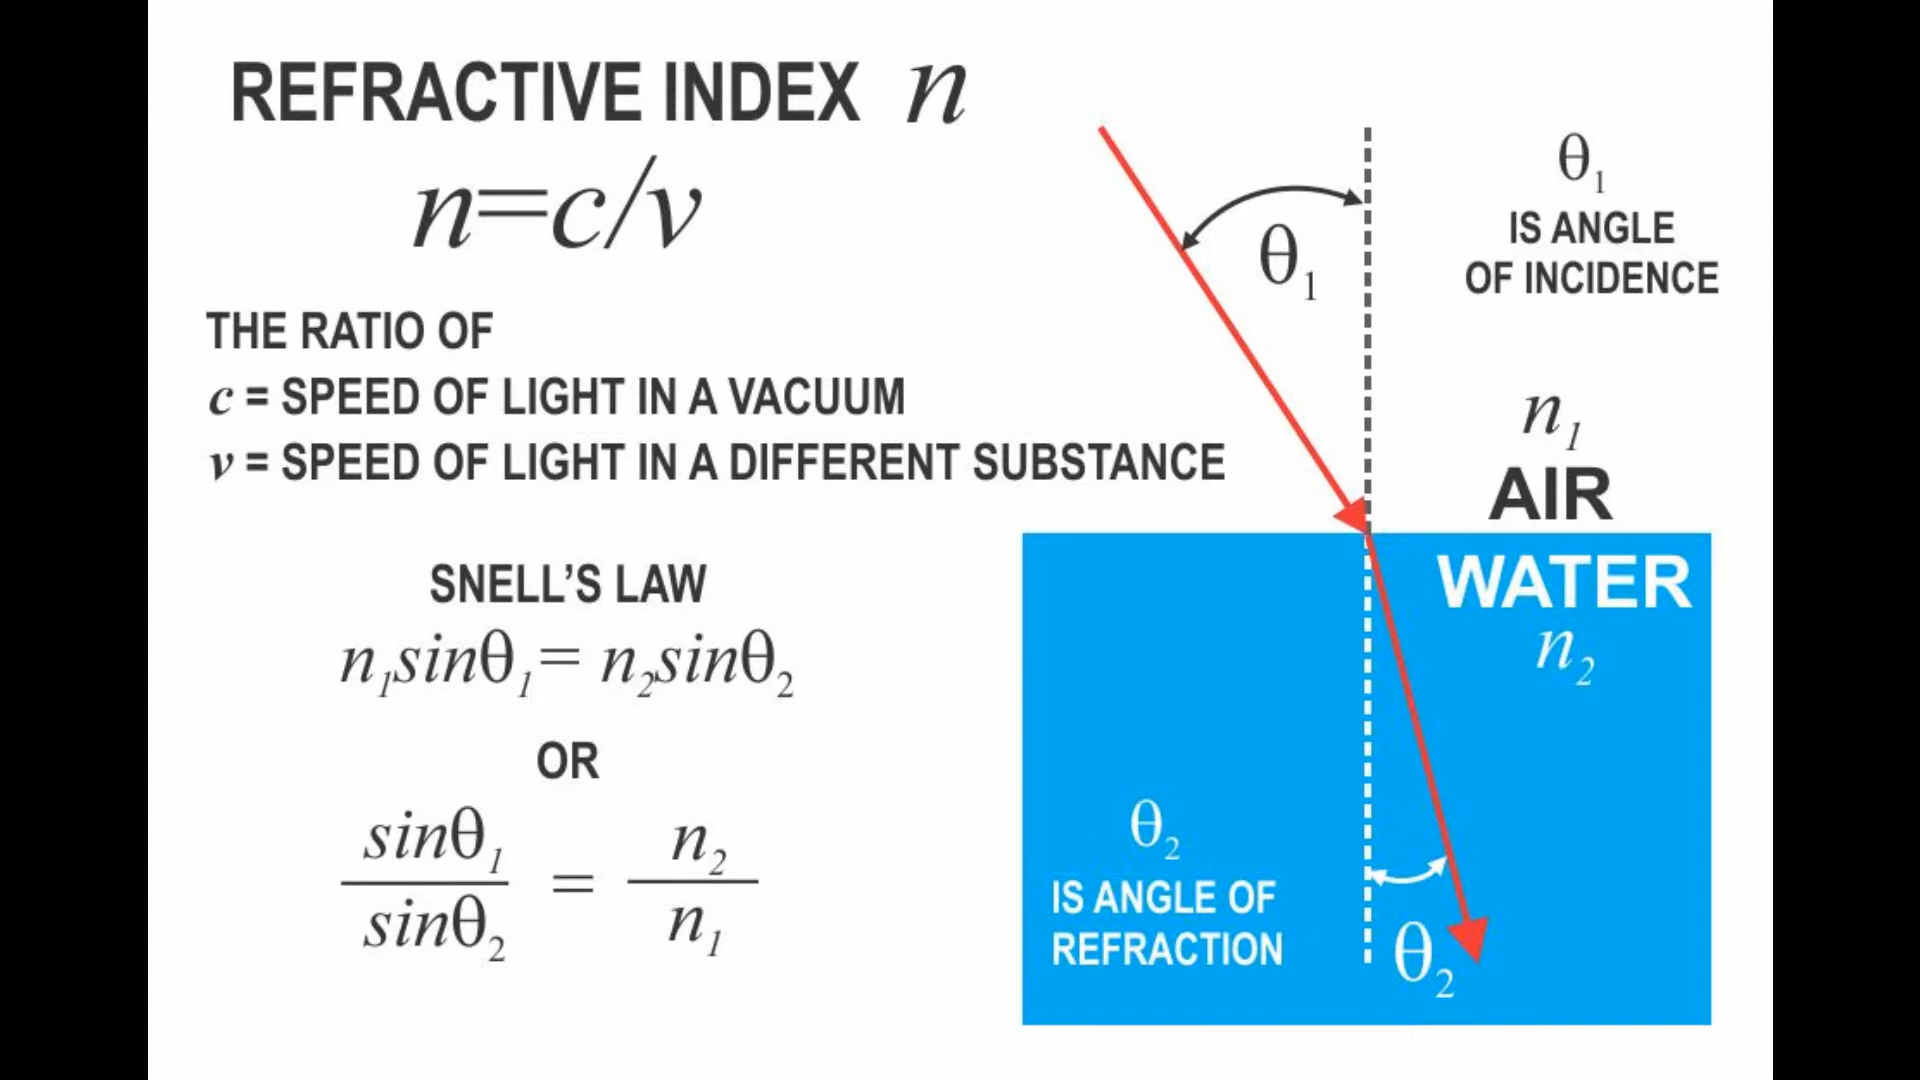 REFRACTIVE INDEX n
n=c/v
THE RATIO OF
c = SPEED OF LIGHT IN A VACUUM
v = SPEED OF LIGHT IN A DIFFERENT SUBSTANCE
SNELL’S LAW
n₁sinθ₁= n₂sinθ₂
OR
sinθ₁
sinθ₂
=
n₂
n₁
θ₁
θ₁
IS ANGLE
OF INCIDENCE
n₁
AIR
WATER
n₂
θ₂
IS ANGLE OF
REFRACTION
θ₂